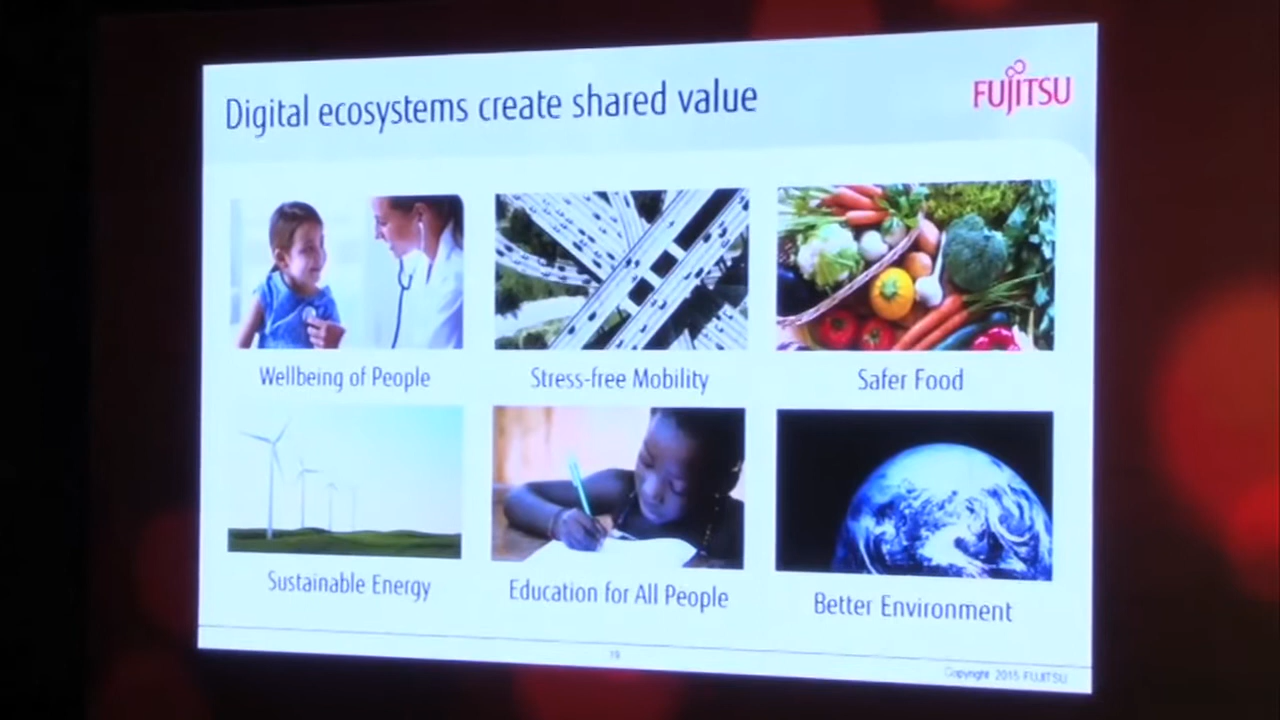 Digital ecosystems create shared value
FUJITSU
Wellbeing of People
Stress-free Mobility
Safer Food
Sustainable Energy
Education for All People
Better Environment
19
Copyright 2015 FUJITSU